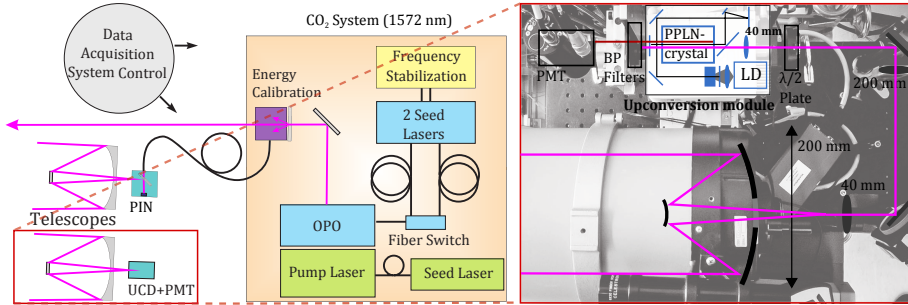 Data
Acquisition
System Control
CO₂ System (1572 nm)
Energy
Calibration
Frequency
Stabilization
2 Seed
Lasers
PIN
Telescopes
OPO
Fiber Switch
Pump Laser
Seed Laser
UCD+PMT
PMT
BP
Filters
PPLN-
crystal
40 mm
LD
λ/2
Plate
200 mm
Upconversion module
200 mm
40 mm